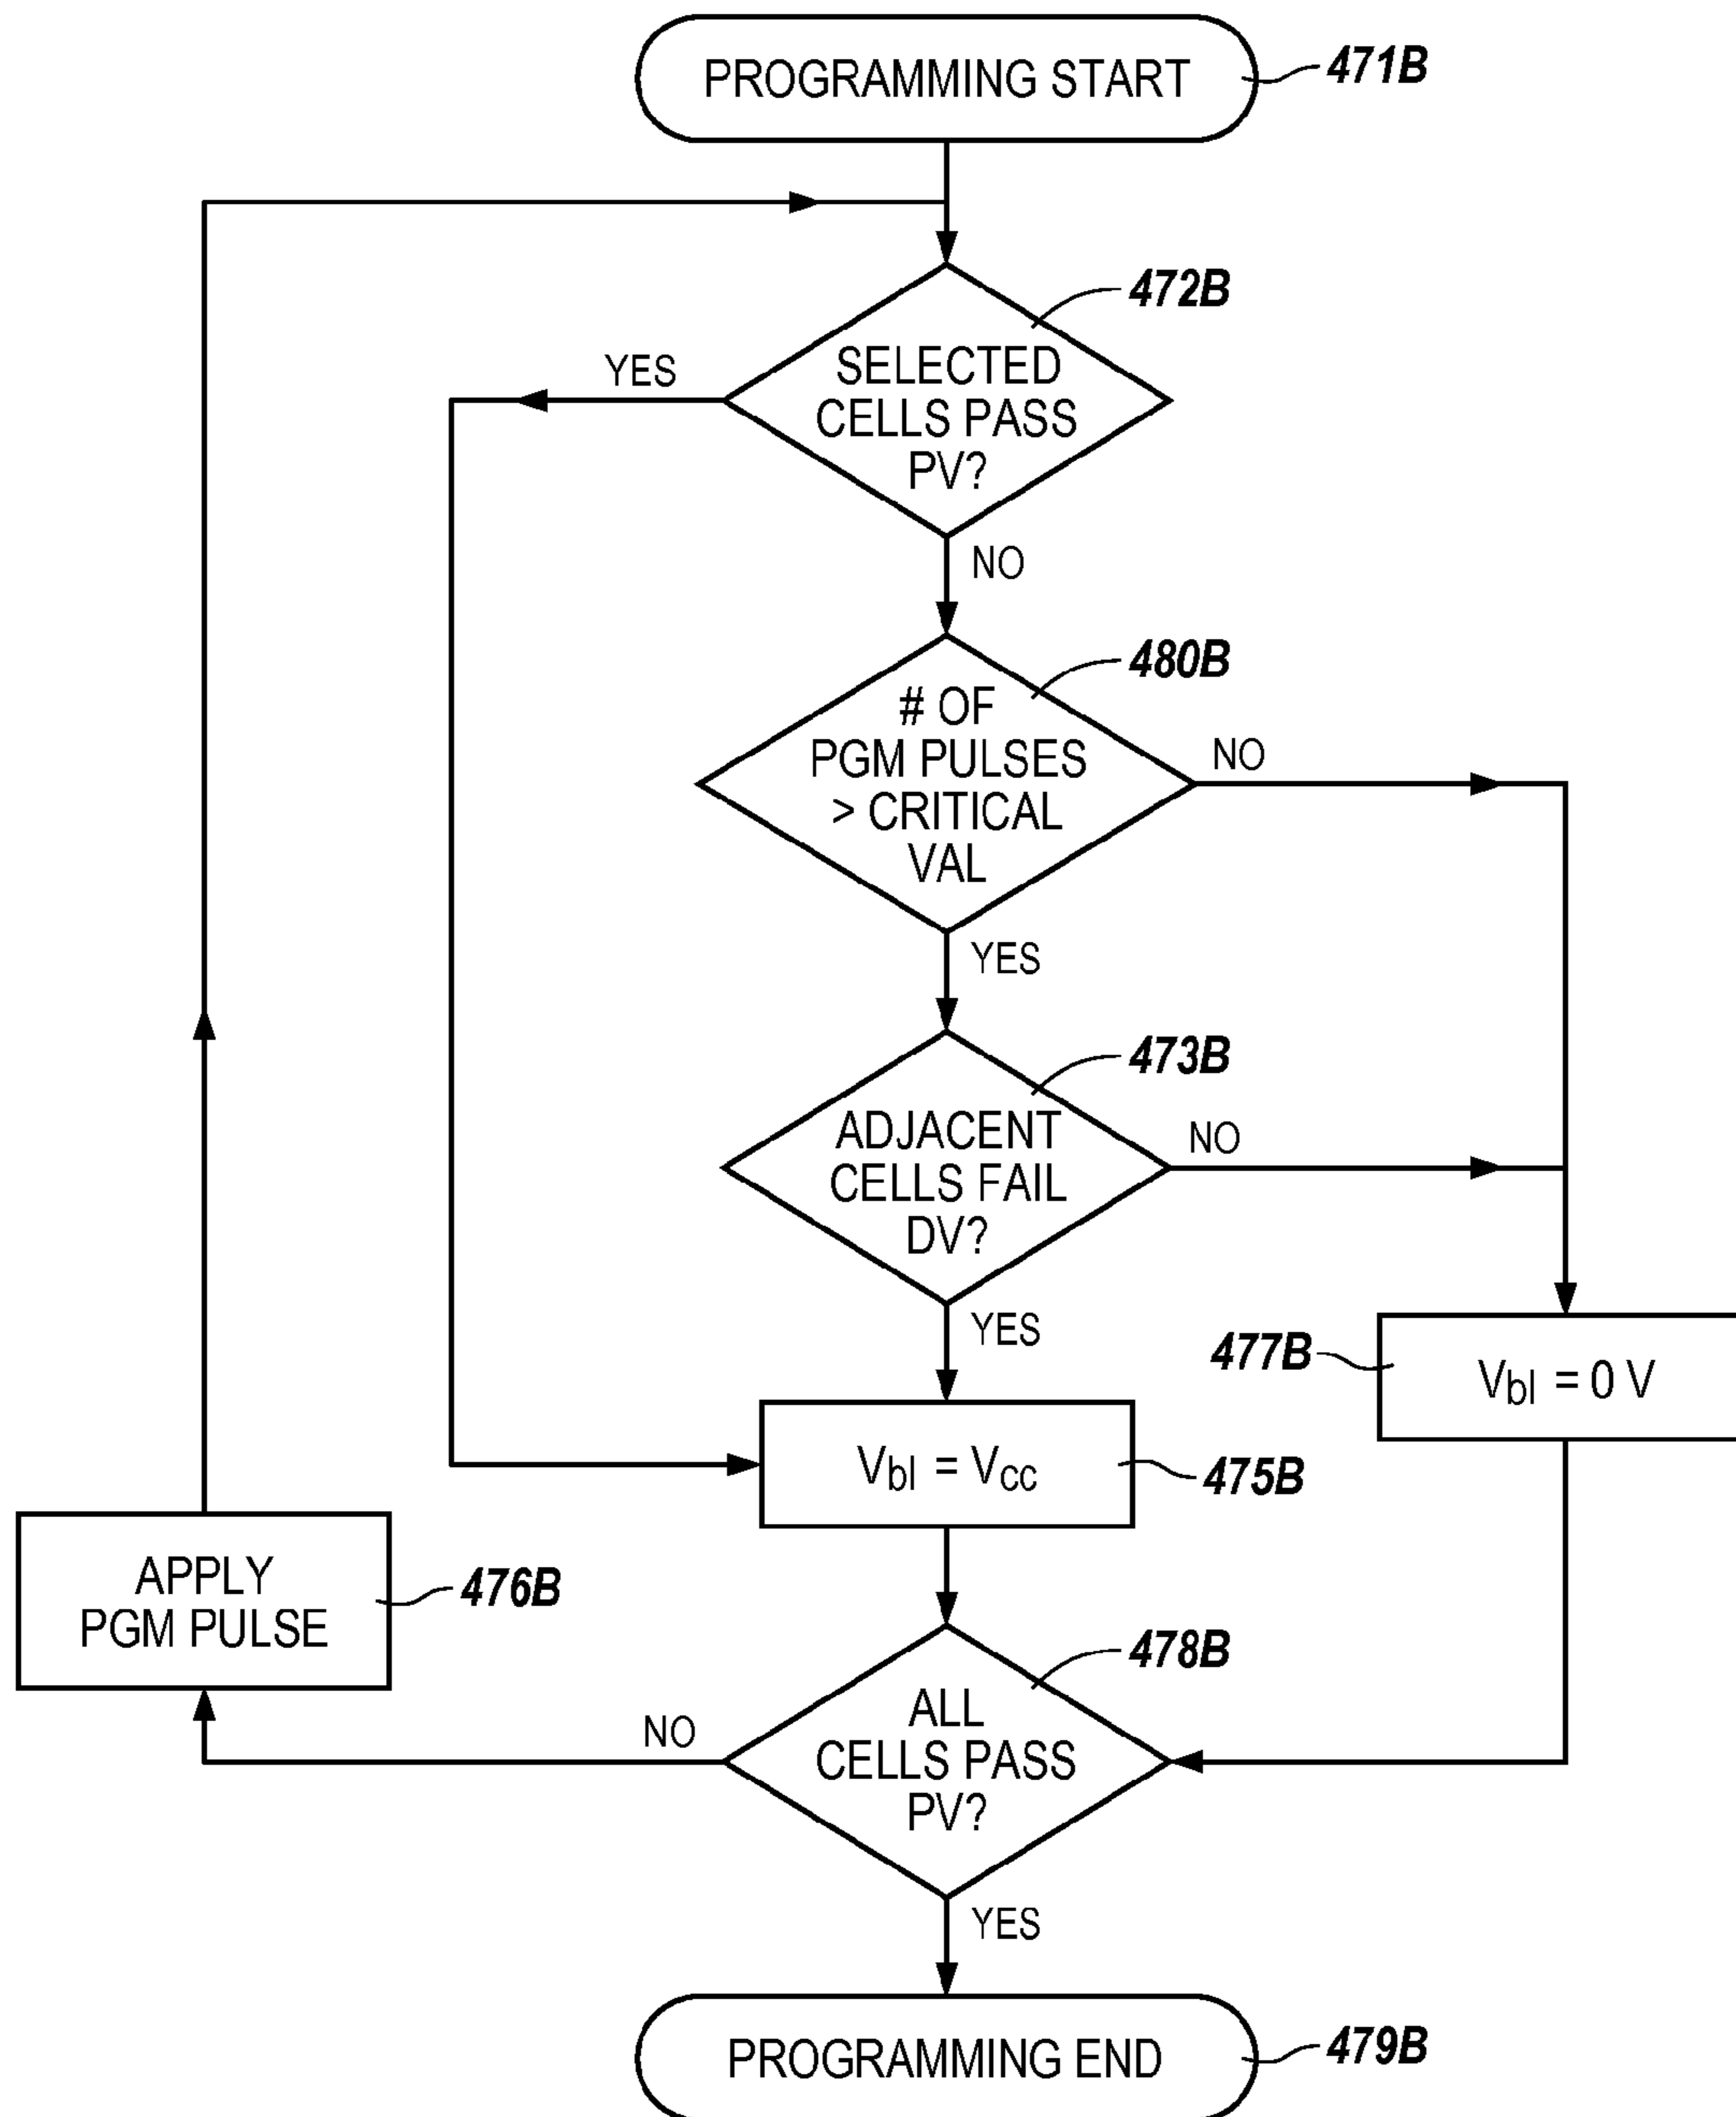 PROGRAMMING START
471B
472B
YES
SELECTED
CELLS PASS
PV?
NO
480B
# OF
PGM PULSES
> CRITICAL
VAL
NO
YES
473B
ADJACENT
CELLS FAIL
DV?
NO
YES
477B
Vbl = 0 V
Vbl = Vcc
475B
APPLY
PGM PULSE
476B
478B
NO
ALL
CELLS PASS
PV?
YES
PROGRAMMING END
479B